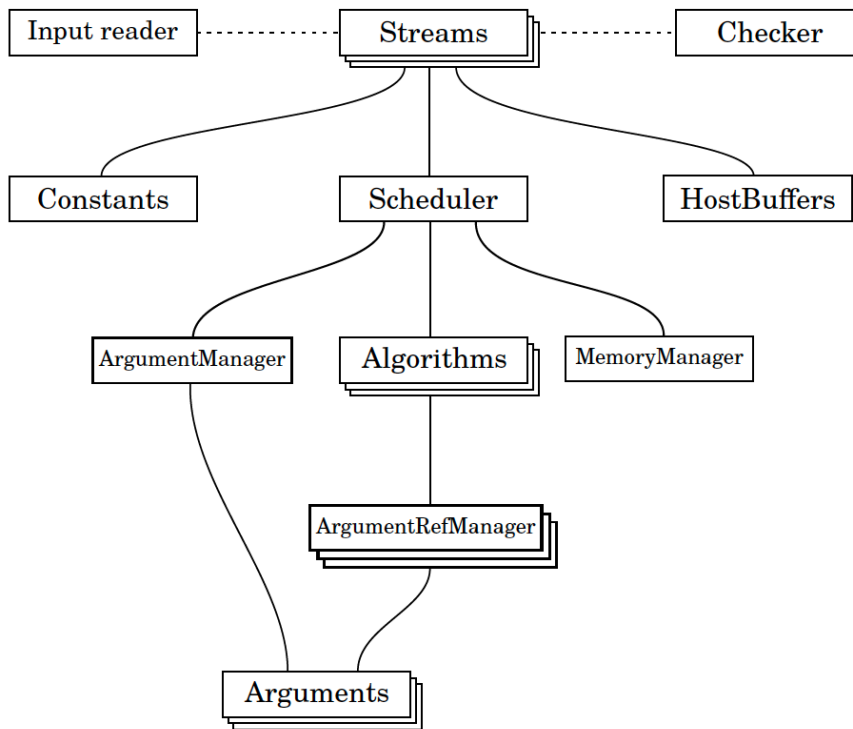 Input reader
Streams
Checker
Constants
Scheduler
HostBuffers
ArgumentManager
Algorithms
MemoryManager
ArgumentRefManager
Arguments